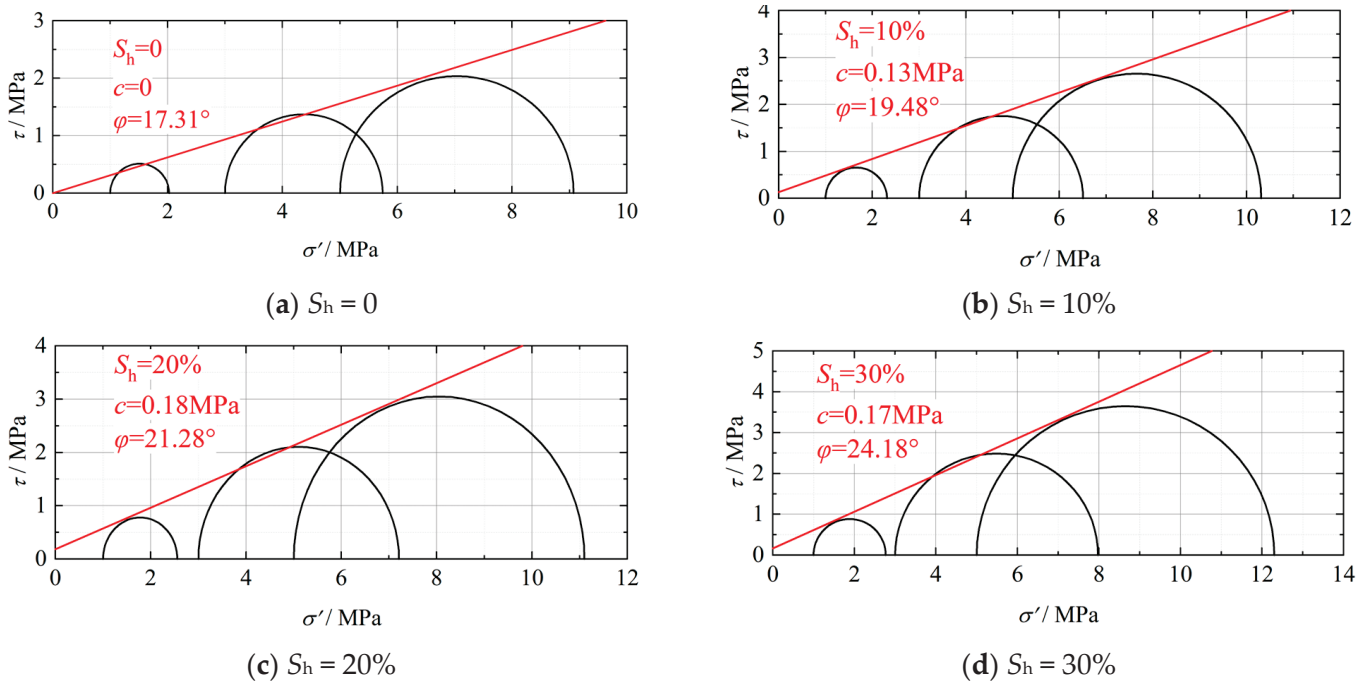 3
2
1
0
τ / MPa
S_h=0
c=0
φ=17.31°
0 2 4 6 8 10
σ′/ MPa
(a) S_h = 0
4
3
2
1
0
τ / MPa
S_h=10%
c=0.13MPa
φ=19.48°
0 2 4 6 8 10 12
σ′/ MPa
(b) S_h = 10%
4
3
2
1
0
τ / MPa
S_h=20%
c=0.18MPa
φ=21.28°
0 2 4 6 8 10 12
σ′/ MPa
(c) S_h = 20%
5
4
3
2
1
0
τ / MPa
S_h=30%
c=0.17MPa
φ=24.18°
0 2 4 6 8 10 12 14
σ′/ MPa
(d) S_h = 30%